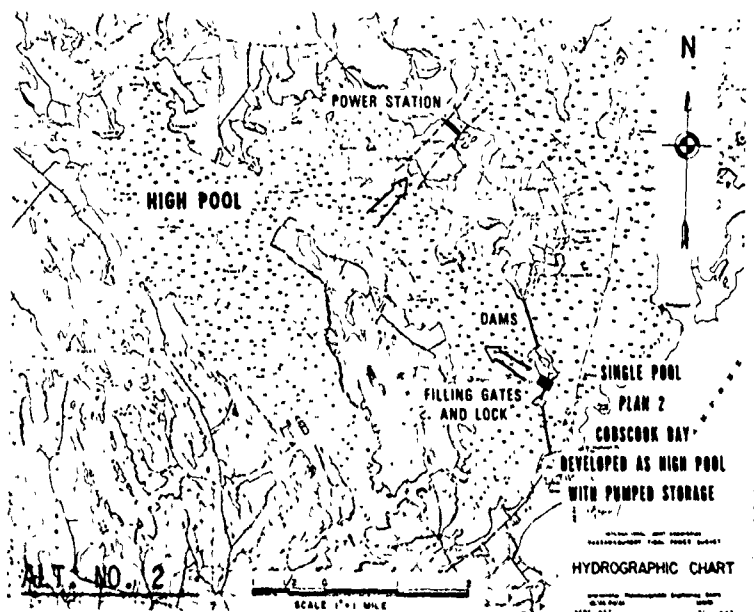 N
POWER STATION
HIGH POOL
DAMS
FILLING GATES
AND LOCK
SINGLE POOL
PLAN 2
COBSCOOK BAY
DEVELOPED AS HIGH POOL
WITH PUMPED STORAGE
HYDROGRAPHIC CHART
ALT. NO. 2
SCALE 1"=1 MILE